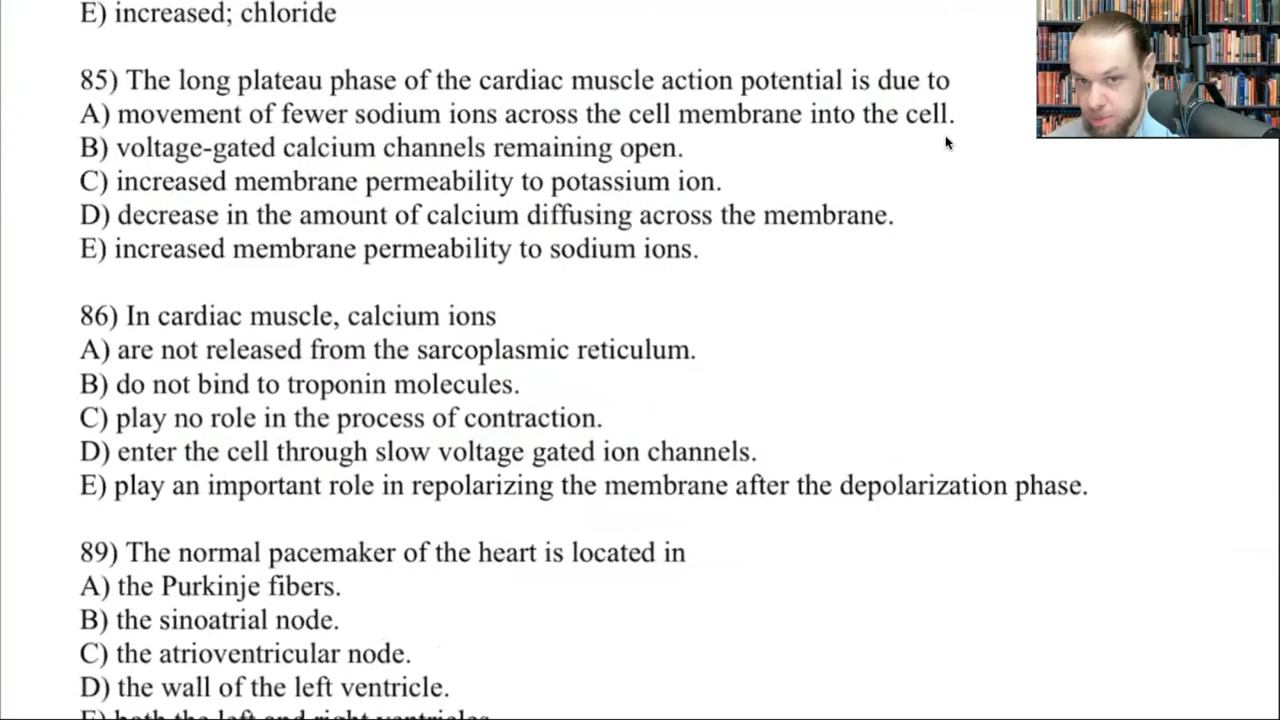 E) increased; chloride
85) The long plateau phase of the cardiac muscle action potential is due to
A) movement of fewer sodium ions across the cell membrane into the cell.
B) voltage-gated calcium channels remaining open.
C) increased membrane permeability to potassium ion.
D) decrease in the amount of calcium diffusing across the membrane.
E) increased membrane permeability to sodium ions.
86) In cardiac muscle, calcium ions
A) are not released from the sarcoplasmic reticulum.
B) do not bind to troponin molecules.
C) play no role in the process of contraction.
D) enter the cell through slow voltage gated ion channels.
E) play an important role in repolarizing the membrane after the depolarization phase.
89) The normal pacemaker of the heart is located in
A) the Purkinje fibers.
B) the sinoatrial node.
C) the atrioventricular node.
D) the wall of the left ventricle.
E) both the left and right ventricles.